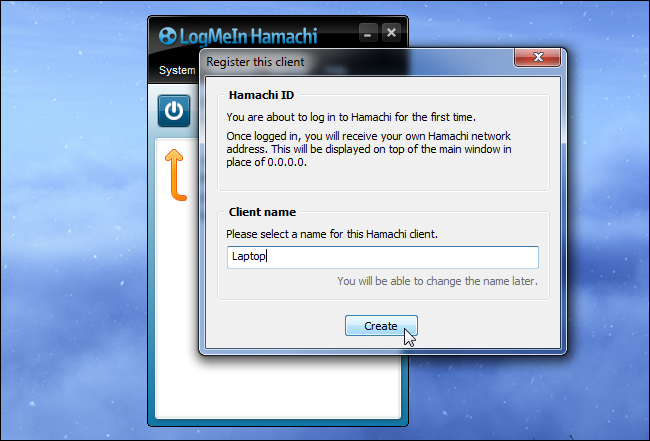 LogMeIn Hamachi
System
Register this client
Hamachi ID
You are about to log in to Hamachi for the first time.
Once logged in, you will receive your own Hamachi network
address. This will be displayed on top of the main window in
place of 0.0.0.0.
Client name
Please select a name for this Hamachi client.
Laptop
You will be able to change the name later.
Create